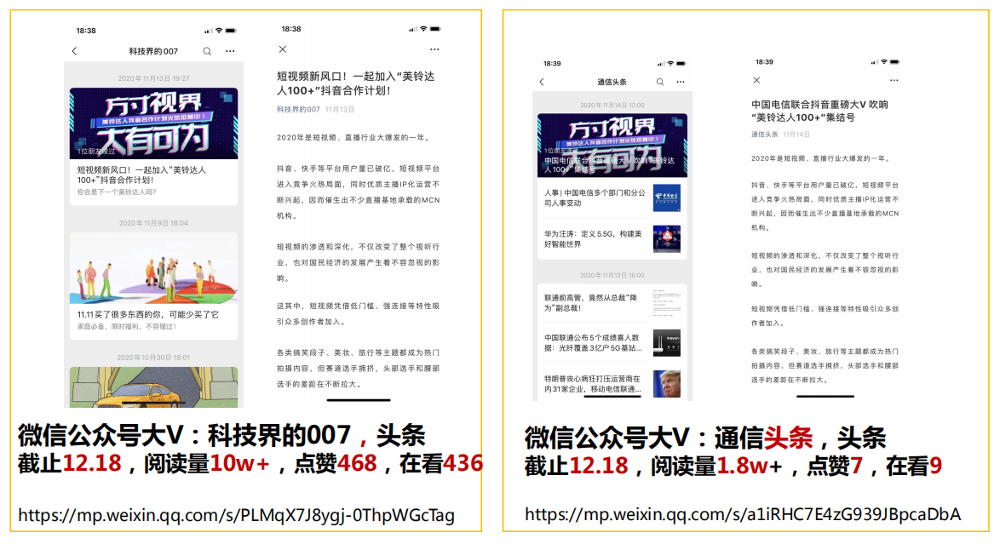 18:38
科技界的007
2020年11月13日 19:27
方寸视界
美铃达人抖音合作计划火热招募中！
大有可为
1位朋友读过
短视频新风口！一起加入“美铃达人
100+”抖音合作计划！
你会是下一个美铃达人吗?
2020年11月9日 18:04
11.11买了很多东西的你，可能少买了它
家庭必备，限时福利，不容错过！
2020年10月30日 18:01
18:38
短视频新风口！一起加入“美铃达
人100+”抖音合作计划！
科技界的007 11月13日
2020年是短视频、直播行业大爆发的一年。
抖音、快手等平台用户量已破亿，短视频平台
进入竞争火热局面，同时优质主播IP化运营不
断兴起，因而催生出不少直播基地承载的MCN
机构。
短视频的渗透和深化，不仅改变了整个视听行
业，也对国民经济的发展产生着不容忽视的影
响。
这其中，短视频凭借低门槛、强连接等特性吸
引众多创作者加入。
各类搞笑段子、美妆、旅行等主题都成为热门
拍摄内容，但赛道选手拥挤，头部选手和腰部
选手的差距在不断拉大。
微信公众号大V：科技界的007，头条
截止12.18，阅读量10w+，点赞468，在看436
https://mp.weixin.qq.com/s/PLMqX7J8ygj-0ThpWGcTag
18:39
通信头条
2020年11月14日 12:00
方寸视界
美铃达人抖音合作计划火热招募中！
大有可为
1位朋友读过
中国电信联合抖音重磅大V 吹响“美铃达
人100+”集结号
人事 | 中国电信多个部门和分公
司人事变动
中国电信
华为汪涛：定义 5.5G，构建美
好智能世界
2020年11月13日 18:00
联通前高管，竟然从总裁“降
为”副总裁！
中国联通公布 5 个成绩喜人数
据：光纤覆盖 3 亿户 5G 基站...
特朗普丧心病狂打压运营商在
内 31 家企业，移动电信联通...
18:39
中国电信联合抖音重磅大V 吹响
“美铃达人100+”集结号
通信头条 11月14日
2020年是短视频、直播行业大爆发的一年。
抖音、快手等平台用户量已破亿，短视频平台
进入竞争火热局面，同时优质主播IP化运营不
断兴起，因而催生出不少直播基地承载的MCN
机构。
短视频的渗透和深化，不仅改变了整个视听行
业，也对国民经济的发展产生着不容忽视的影
响。
短视频凭借低门槛、强连接等特性吸引众多创
作者加入。
各类搞笑段子、美妆、旅行等主题都成为热门
拍摄内容，但赛道选手拥挤，头部选手和腰部
选手的差距在不断拉大。
微信公众号大V：通信头条，头条
截止12.18，阅读量1.8w+，点赞7，在看9
https://mp.weixin.qq.com/s/a1iRHC7E4zG939JBpcaDbA